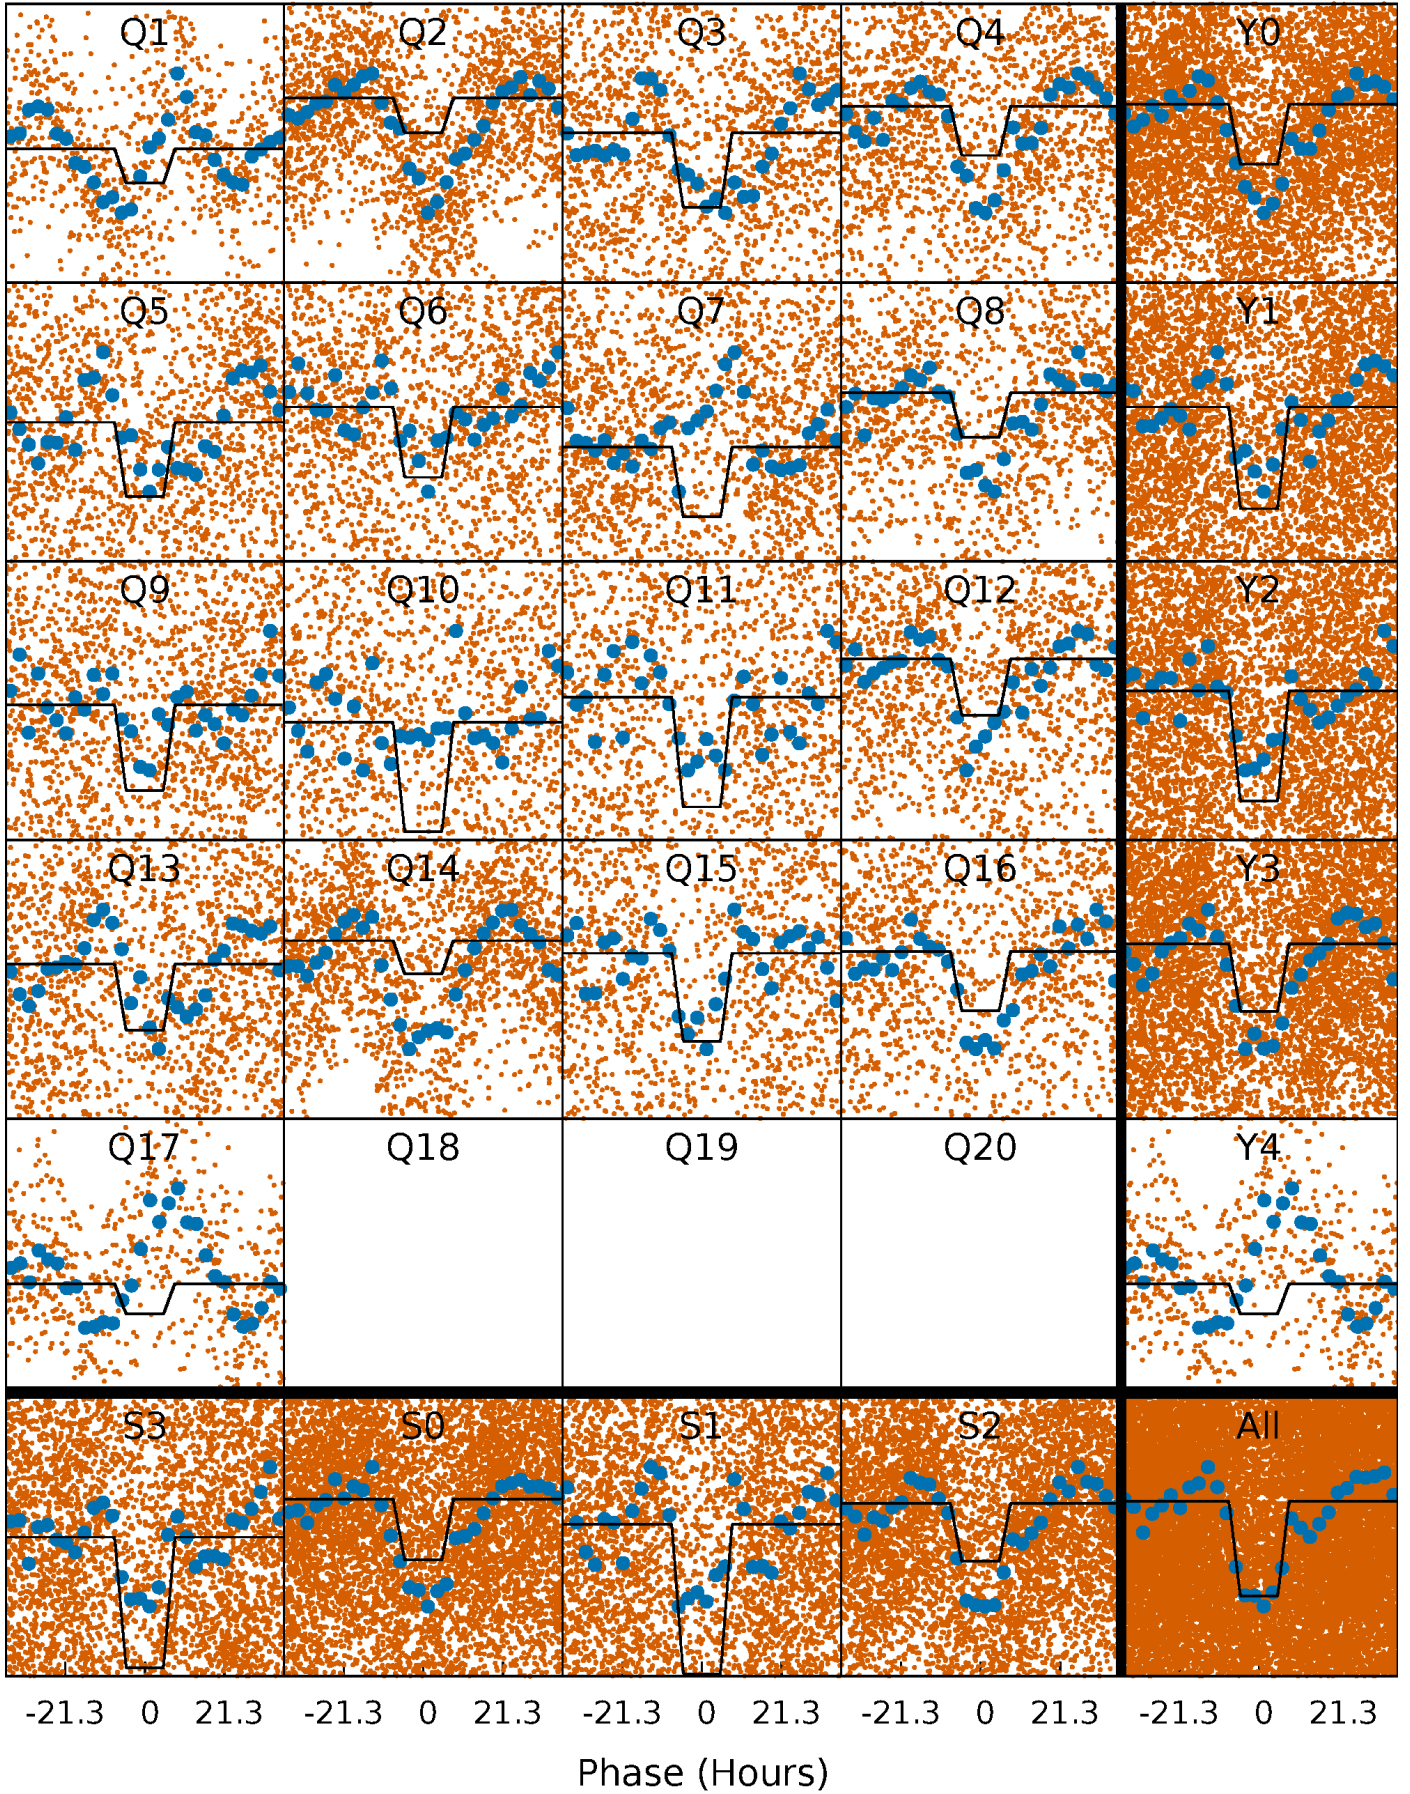 Q1 Q2 Q3 Q4 Y0
Q5 Q6 Q7 Q8 Y1
Q9 Q10 Q11 Q12 Y2
Q13 Q14 Q15 Q16 Y3
Q17 Q18 Q19 Q20 Y4
S3 S0 S1 S2 All
-21.3 0 21.3 -21.3 0 21.3 -21.3 0 21.3 -21.3 0 21.3 -21.3 0 21.3
Phase (Hours)